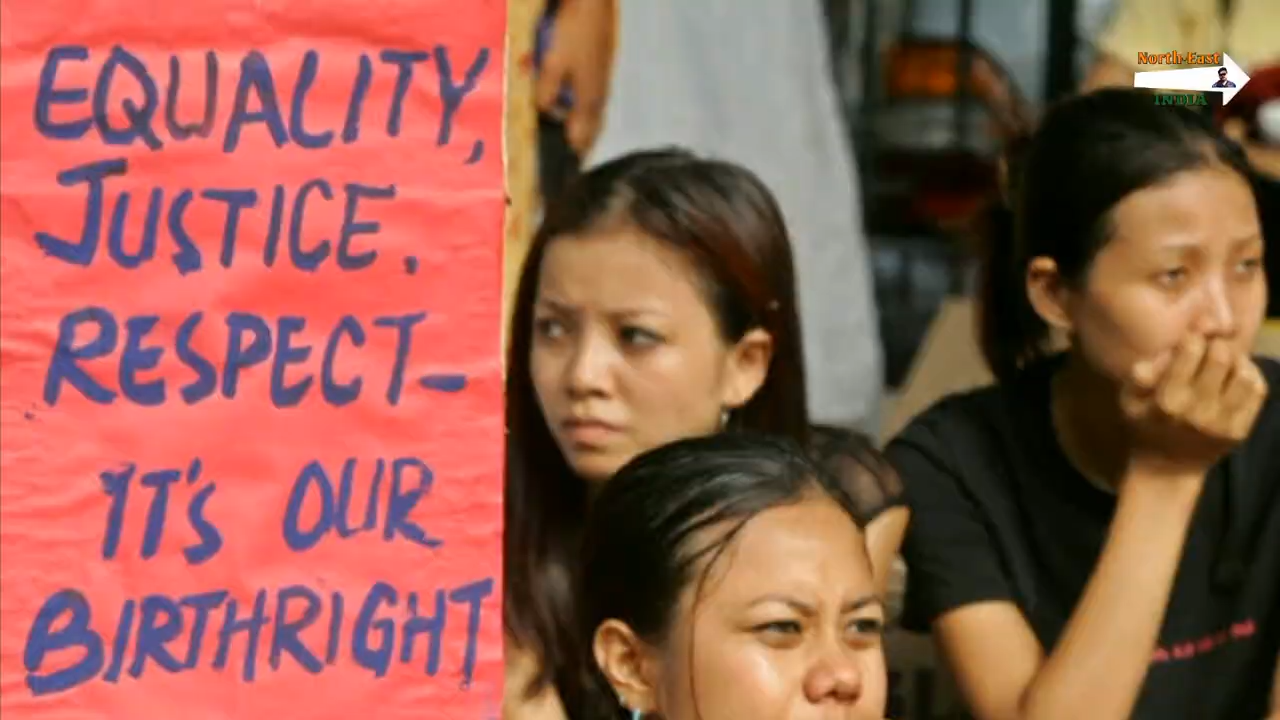 EQUALITY,
JUSTICE.
RESPECT-
IT'S OUR
BIRTHRIGHT
North-East
INDIA